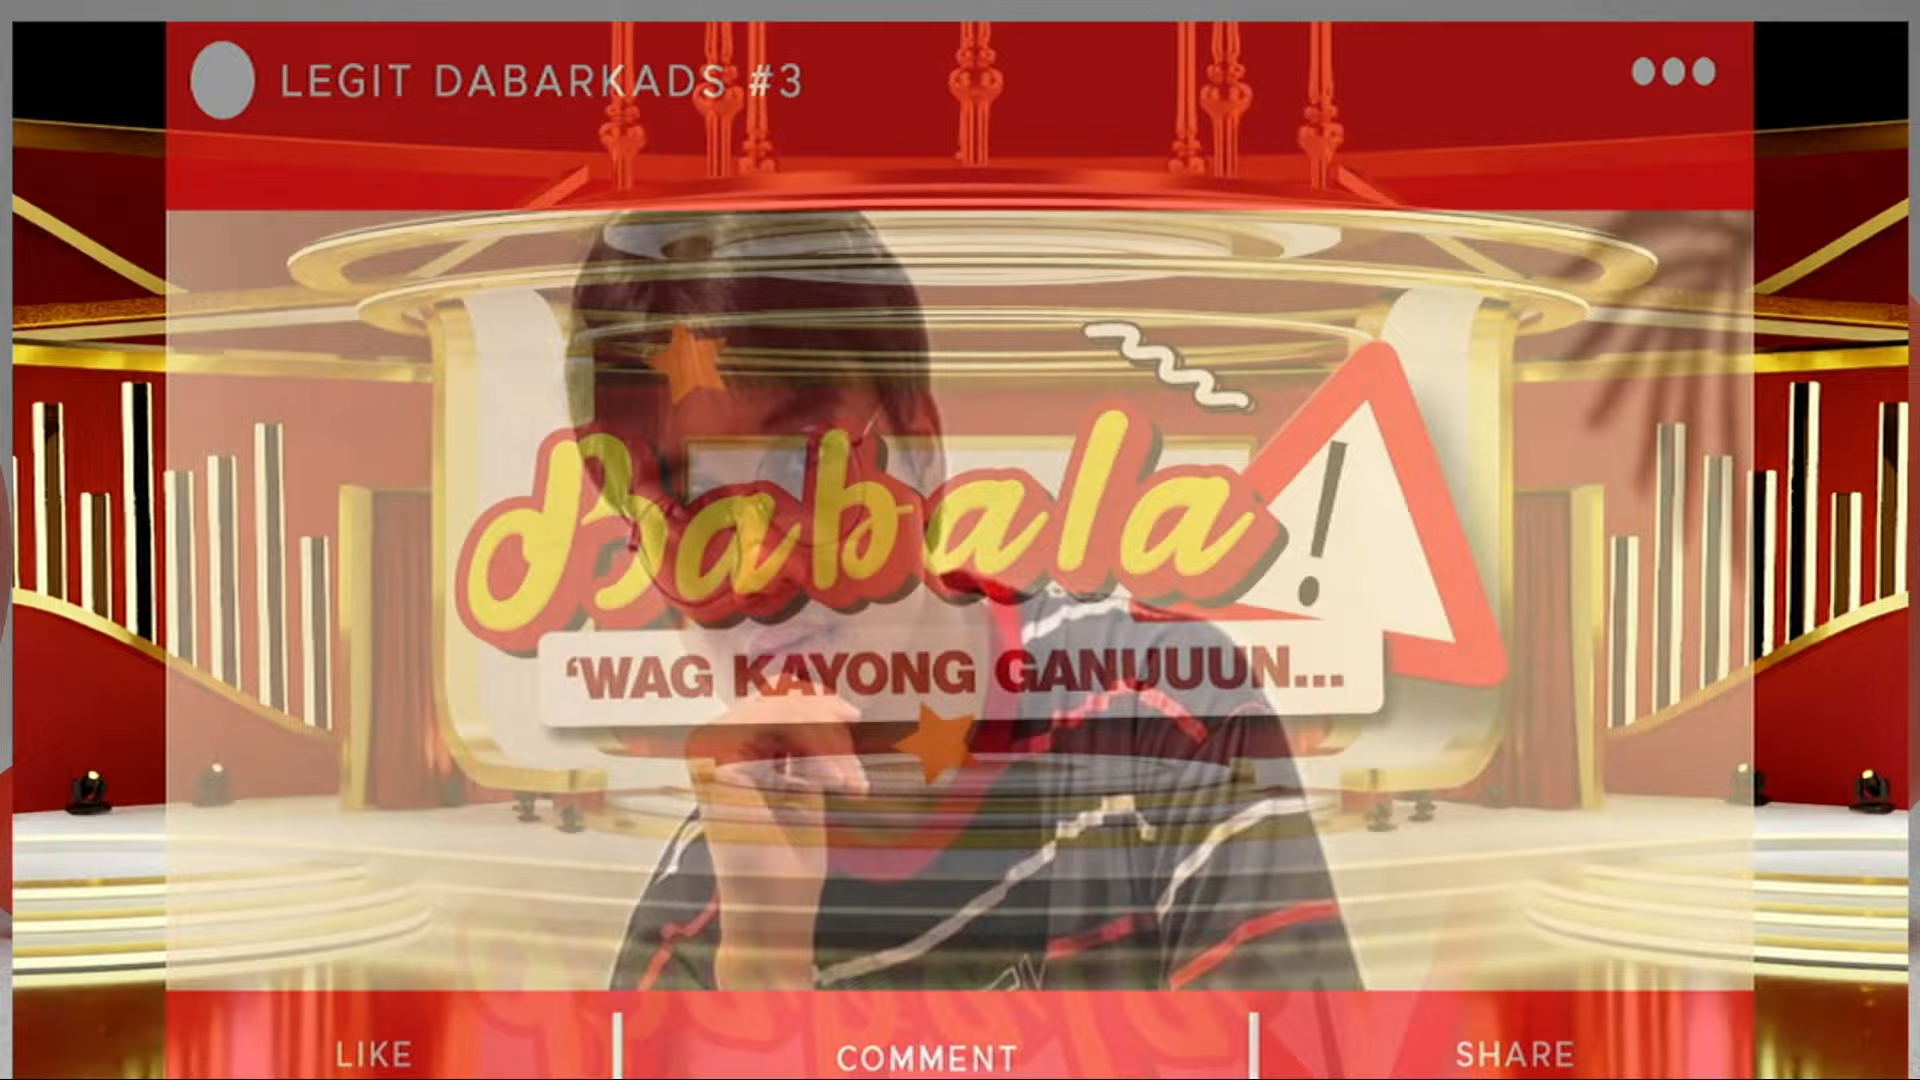 LEGIT DABARKADS #3
Babala!
‘WAG KAYONG GANUUUN...
LIKE
COMMENT
SHARE